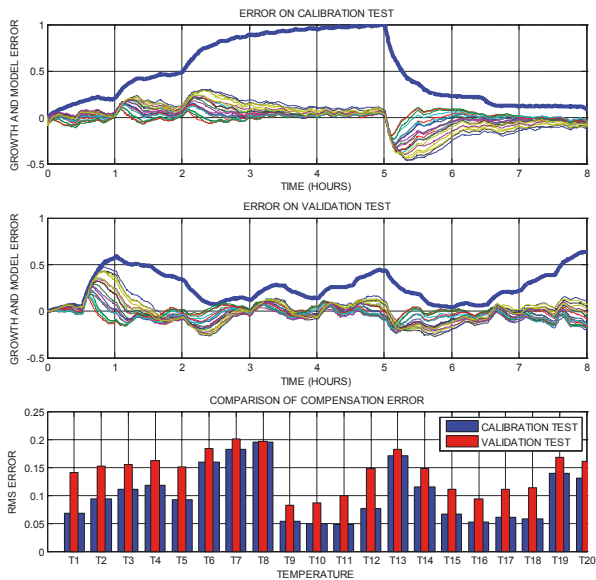 ERROR ON CALIBRATION TEST
GROWTH AND MODEL ERROR
1
0.5
0
-0.5
0 1 2 3 4 5 6 7 8
TIME (HOURS)
ERROR ON VALIDATION TEST
GROWTH AND MODEL ERROR
1
0.5
0
-0.5
0 1 2 3 4 5 6 7 8
TIME (HOURS)
COMPARISON OF COMPENSATION ERROR
RMS ERROR
0.25
0.2
0.15
0.1
0.05
0
CALIBRATION TEST
VALIDATION TEST
T1 T2 T3 T4 T5 T6 T7 T8 T9 T10 T11 T12 T13 T14 T15 T16 T17 T18 T19 T20
TEMPERATURE